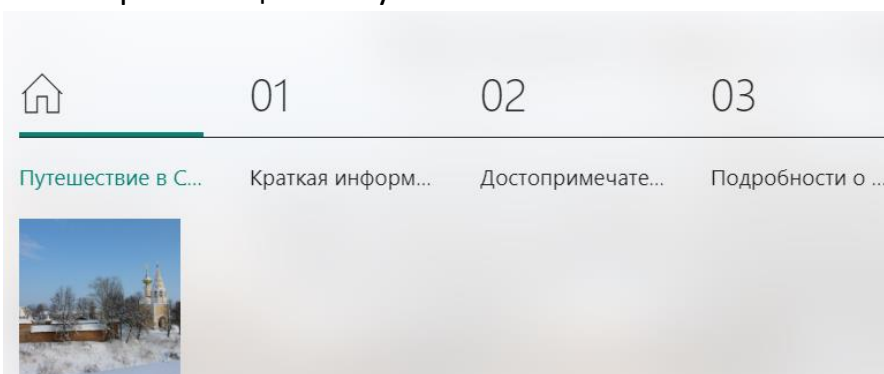 01
02
03
Путешествие в С...
Краткая информ...
Достопримечате...
Подробности о ...